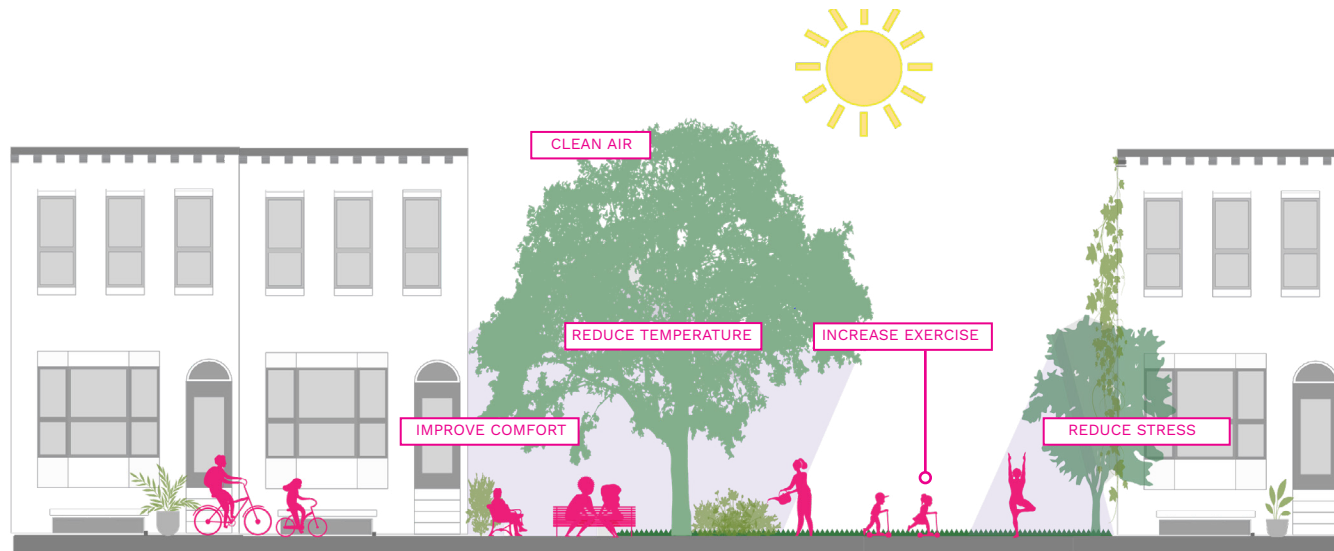 CLEAN AIR
REDUCE TEMPERATURE
INCREASE EXERCISE
IMPROVE COMFORT
REDUCE STRESS